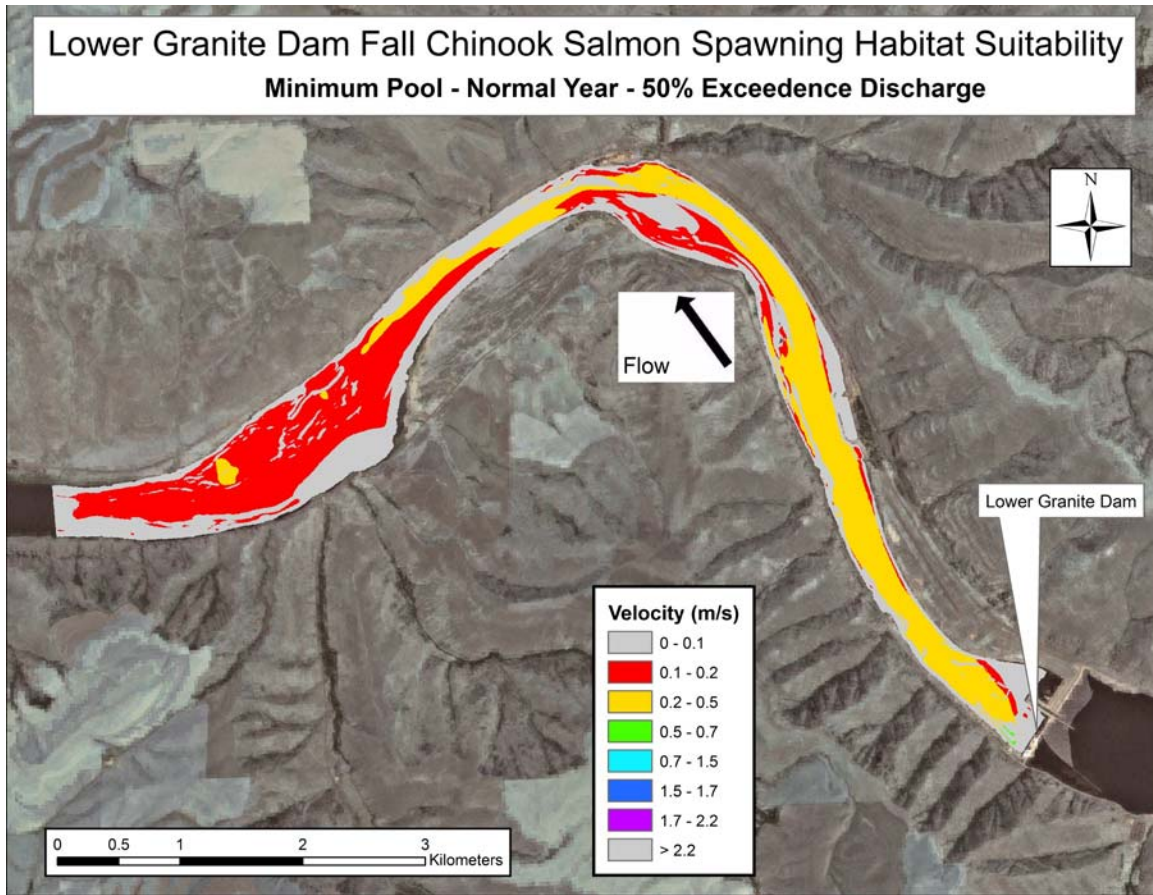 Lower Granite Dam Fall Chinook Salmon Spawning Habitat Suitability
Minimum Pool - Normal Year - 50% Exceedence Discharge
N
Flow
Lower Granite Dam
Velocity (m/s)
0 - 0.1
0.1 - 0.2
0.2 - 0.5
0.5 - 0.7
0.7 - 1.5
1.5 - 1.7
1.7 - 2.2
> 2.2
0 0.5 1 2 3
Kilometers